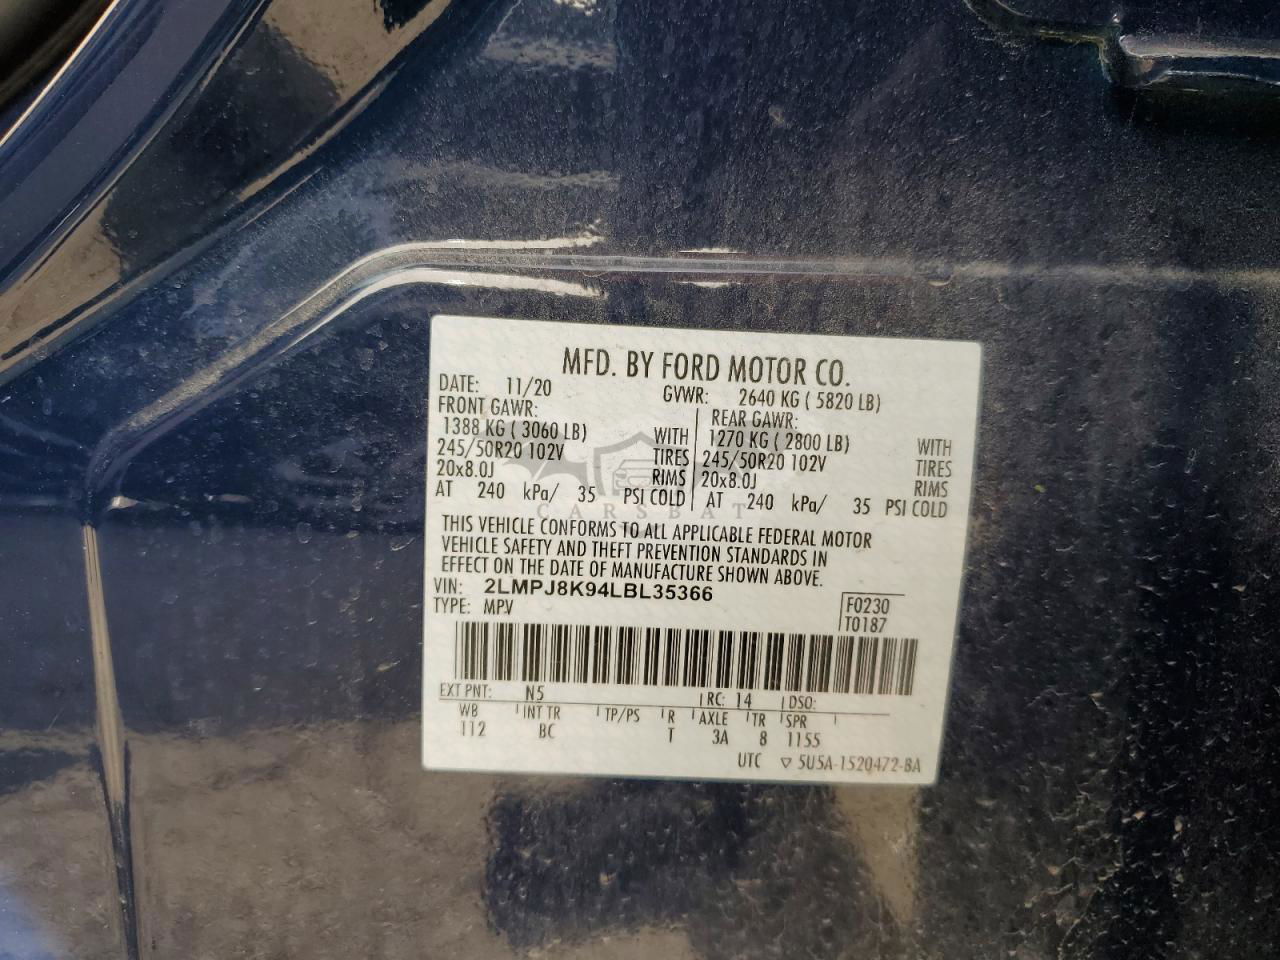 MFD. BY FORD MOTOR CO.
DATE: 11/20 GVWR: 2640 KG ( 5820 LB)
FRONT GAWR: REAR GAWR:
1388 KG ( 3060 LB) WITH 1270 KG ( 2800 LB) WITH
245/50R20 102V TIRES 245/50R20 102V TIRES
20x8.0J RIMS 20x8.0J RIMS
AT 240 kPa/ 35 PSI COLD AT 240 kPa/ 35 PSI COLD
CARSBAT
THIS VEHICLE CONFORMS TO ALL APPLICABLE FEDERAL MOTOR
VEHICLE SAFETY AND THEFT PREVENTION STANDARDS IN
EFFECT ON THE DATE OF MANUFACTURE SHOWN ABOVE.
VIN: 2LMPJ8K94LBL35366
TYPE: MPV F0230
T0187
EXT PNT: N5 RC: 14 DSO:
WB INT TR TP/PS R AXLE TR SPR
112 BC T 3A 8 1155
UTC ▽ 5U5A-1520472-BA